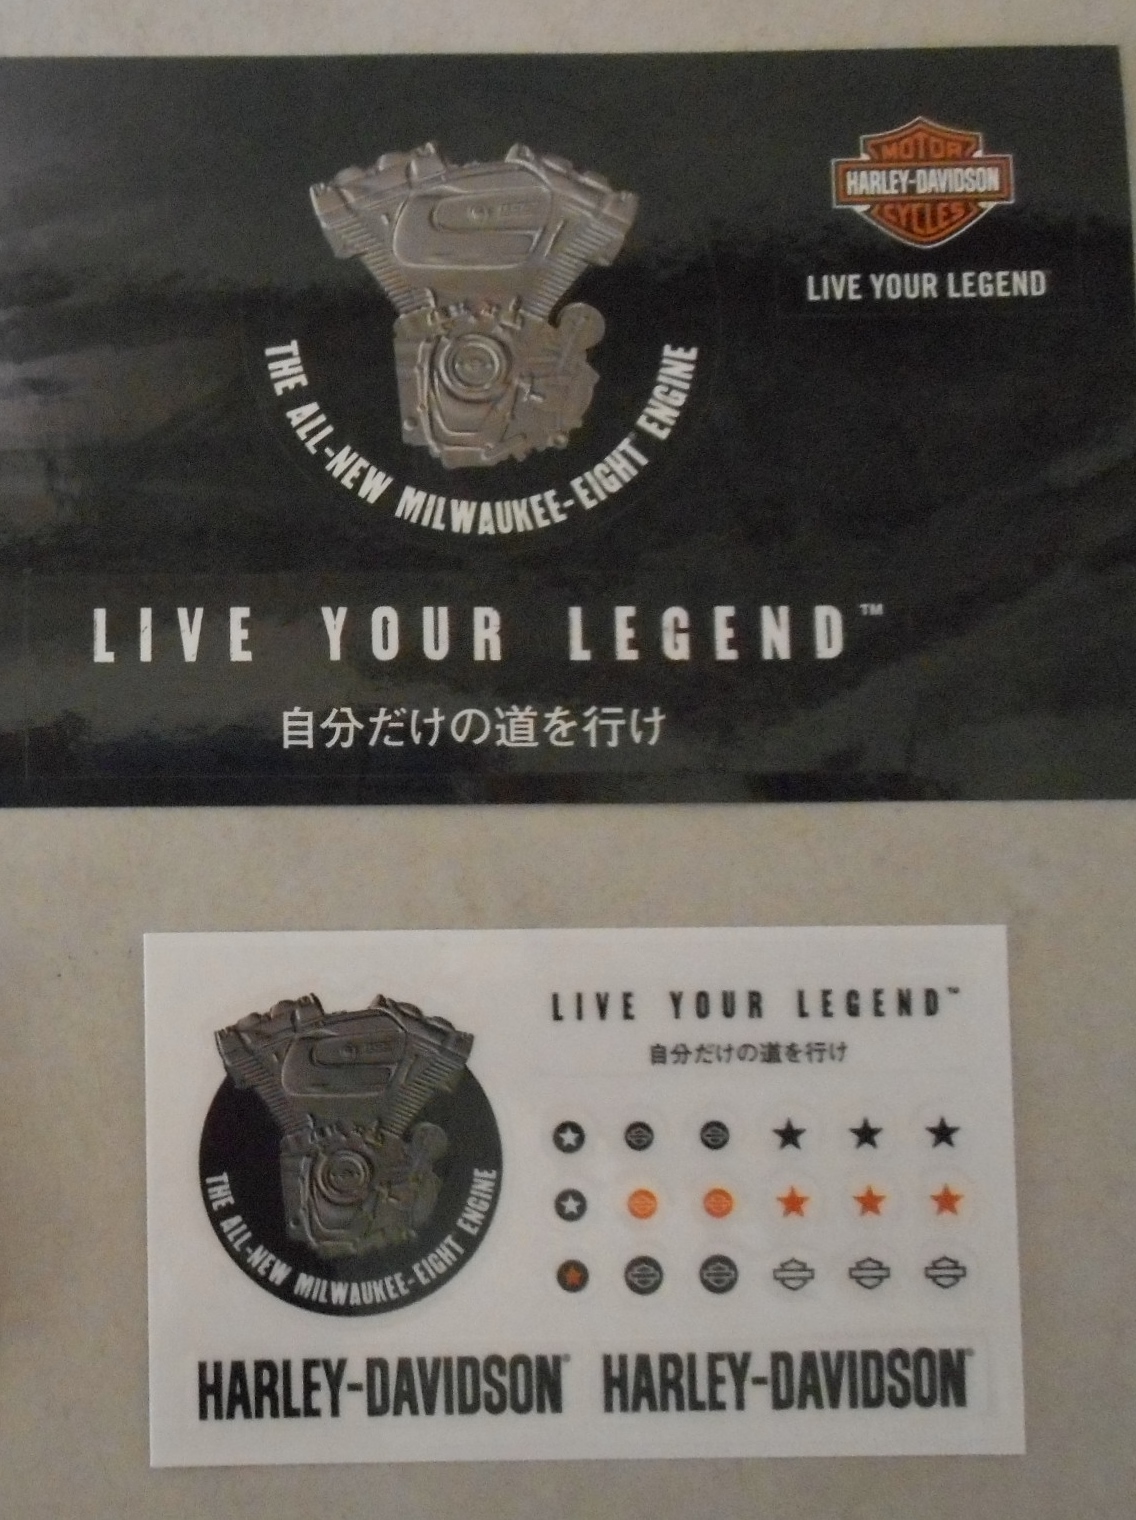 MOTOR
HARLEY-DAVIDSON
CYCLES
LIVE YOUR LEGEND
THE ALL-NEW MILWAUKEE-EIGHT ENGINE
LIVE YOUR LEGEND™
自分だけの道を行け
LIVE YOUR LEGEND™
自分だけの道を行け
THE ALL-NEW MILWAUKEE-EIGHT ENGINE
HARLEY-DAVIDSON HARLEY-DAVIDSON